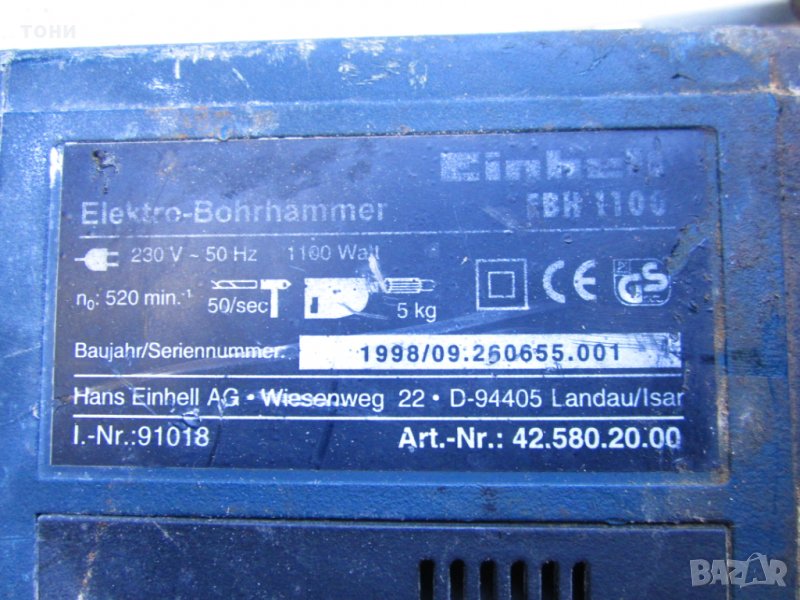 тони
Einhell
Elektro-Bohrhammer
EBH 1100
230 V ~ 50 Hz 1100 Watt
n₀: 520 min.⁻¹ 50/sec 5 kg
CE
GS
Baujahr/Seriennummer: 1998/09.260655.001
Hans Einhell AG • Wiesenweg 22 • D-94405 Landau/Isar
I.-Nr.:91018 Art.-Nr.: 42.580.20.00
BAZAR